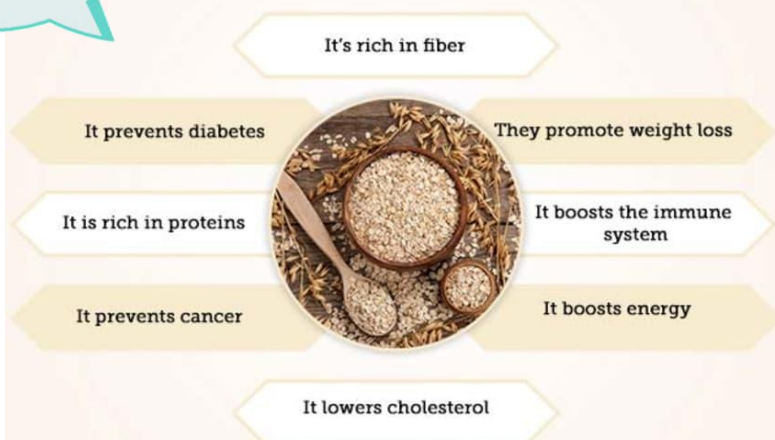 It's rich in fiber
It prevents diabetes
They promote weight loss
It is rich in proteins
It boosts the immune
system
It prevents cancer
It boosts energy
It lowers cholesterol